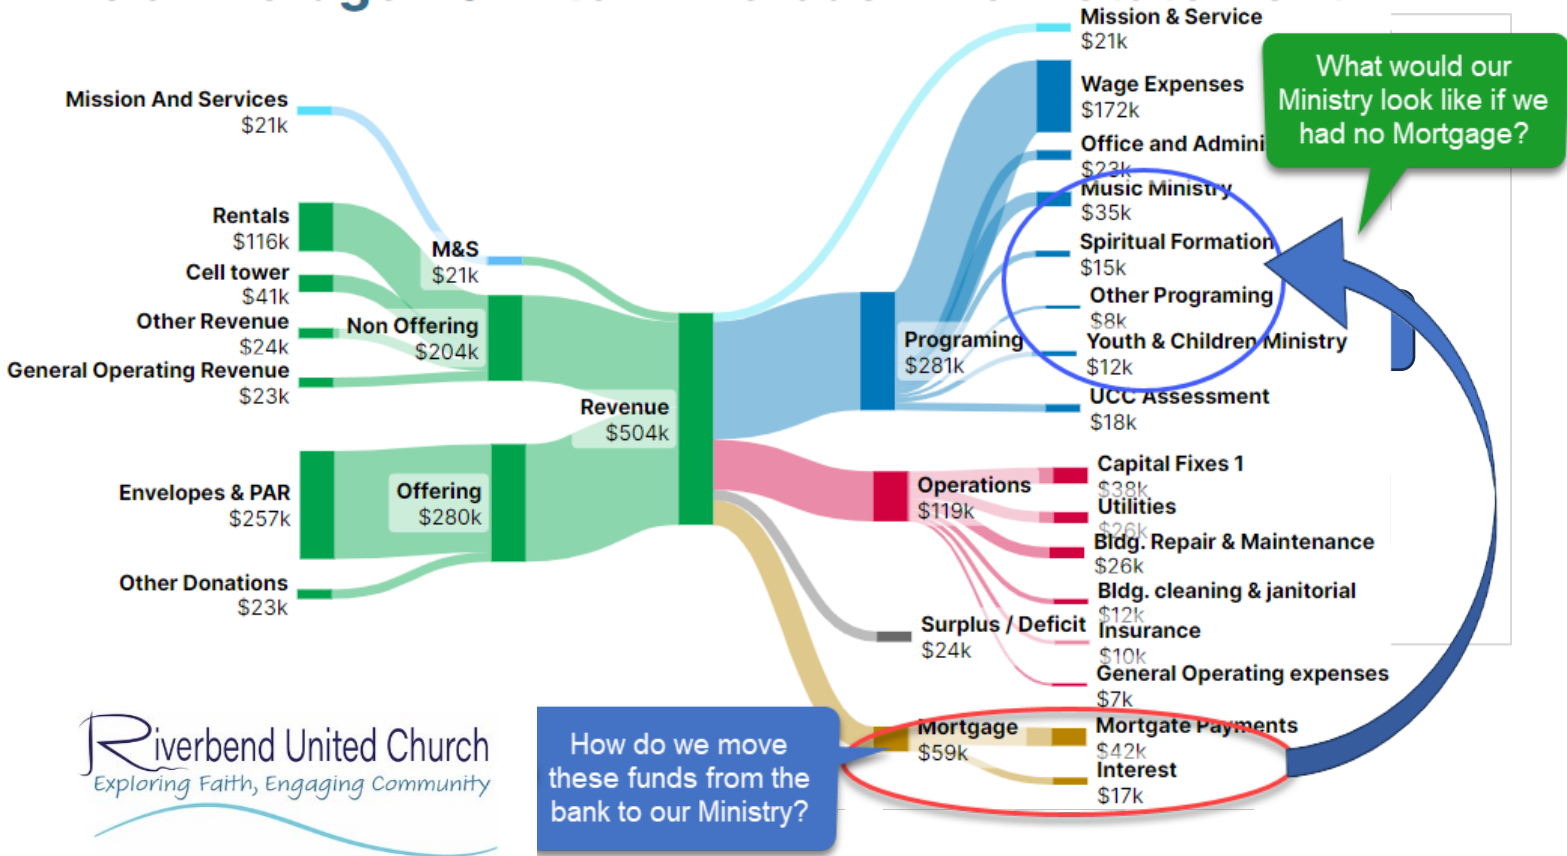 Mission & Service
$21k
Mission And Services
$21k
Wage Expenses
$172k
What would our
Ministry look like if we
had no Mortgage?
Office and Admini
$23k
Music Ministry
$35k
Rentals
$116k
M&S
$21k
Spiritual Formation
$15k
Cell tower
$41k
Other Programing
$8k
Other Revenue
$24k
Non Offering
$204k
Programing
$281k
Youth & Children Ministry
$12k
General Operating Revenue
$23k
UCC Assessment
$18k
Revenue
$504k
Capital Fixes 1
$38k
Envelopes & PAR
$257k
Offering
$280k
Operations
$119k
Utilities
$26k
Bldg. Repair & Maintenance
$26k
Other Donations
$23k
Bldg. cleaning & janitorial
$12k
Surplus / Deficit
$24k
Insurance
$10k
General Operating expenses
$7k
Mortgage
$59k
Mortgate Payments
$42k
Interest
$17k
How do we move
these funds from the
bank to our Ministry?
Riverbend United Church
Exploring Faith, Engaging Community